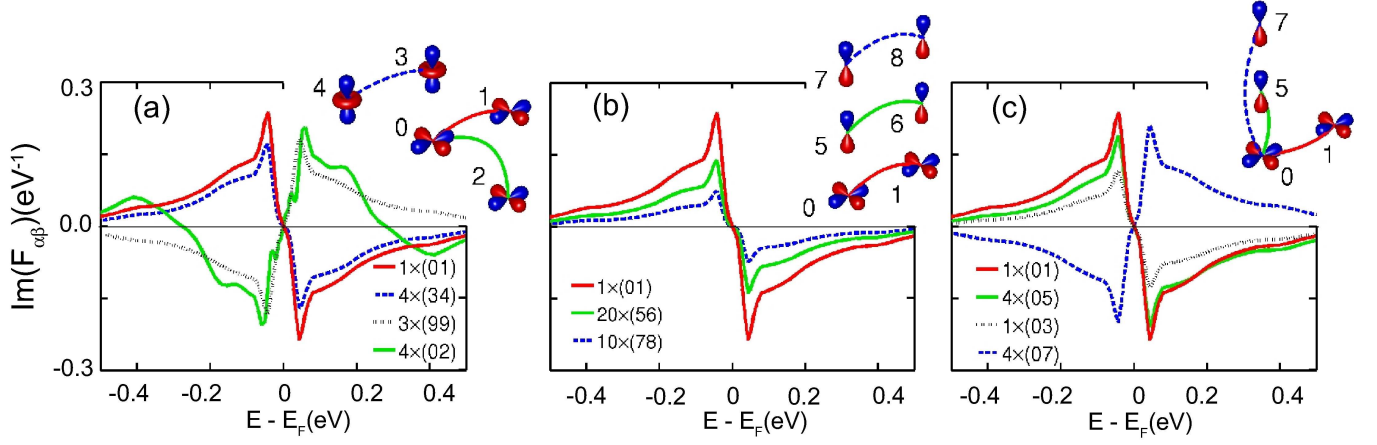 Im(F αβ)(eV⁻¹)
0.3
0.0
-0.3
(a)
4
3
0
1
2
1×(01)
4×(34)
3×(99)
4×(02)
-0.4 -0.2 0 0.2 0.4
E - E_F(eV)
(b)
7
8
5
6
0
1
1×(01)
20×(56)
10×(78)
-0.4 -0.2 0 0.2 0.4
E - E_F(eV)
(c)
7
5
1
0
1×(01)
4×(05)
1×(03)
4×(07)
-0.4 -0.2 0 0.2 0.4
E - E_F(eV)